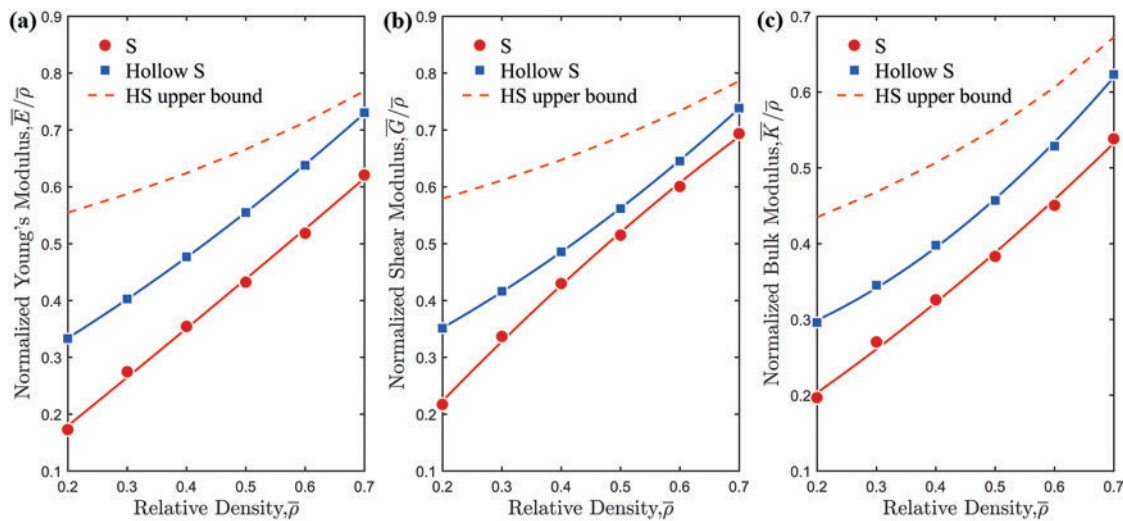 (a)
S
Hollow S
HS upper bound
Normalized Young's Modulus,E̅/ρ̅
0.9
0.8
0.7
0.6
0.5
0.4
0.3
0.2
0.1
0.2 0.3 0.4 0.5 0.6 0.7
Relative Density,ρ̅
(b)
S
Hollow S
HS upper bound
Normalized Shear Modulus,G̅/ρ̅
0.9
0.8
0.7
0.6
0.5
0.4
0.3
0.2
0.1
0.2 0.3 0.4 0.5 0.6 0.7
Relative Density,ρ̅
(c)
S
Hollow S
HS upper bound
Normalized Bulk Modulus,K̅/ρ̅
0.7
0.6
0.5
0.4
0.3
0.2
0.1
0.2 0.3 0.4 0.5 0.6 0.7
Relative Density,ρ̅